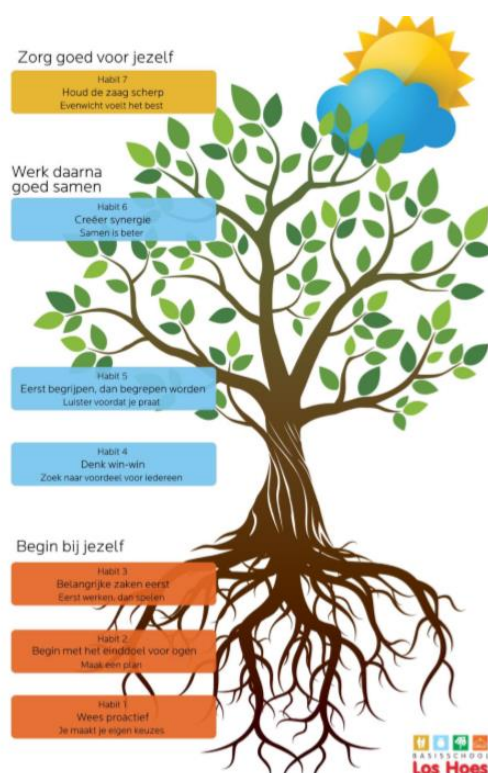 Zorg goed voor jezelf
Habit 7
Houd de zaag scherp
Evenwicht voelt het best
Werk daarna
goed samen
Habit 6
Creëer synergie
Samen is beter
Habit 5
Eerst begrijpen, dan begrepen worden
Luister voordat je praat
Habit 4
Denk win-win
Zoek naar voordeel voor iedereen
Begin bij jezelf
Habit 3
Belangrijke zaken eerst
Eerst werken, dan spelen
Habit 2
Begin met het einddoel voor ogen
Maak een plan
Habit 1
Wees proactief
Je maakt je eigen keuzes
BASISSCHOOL
Los Hoes